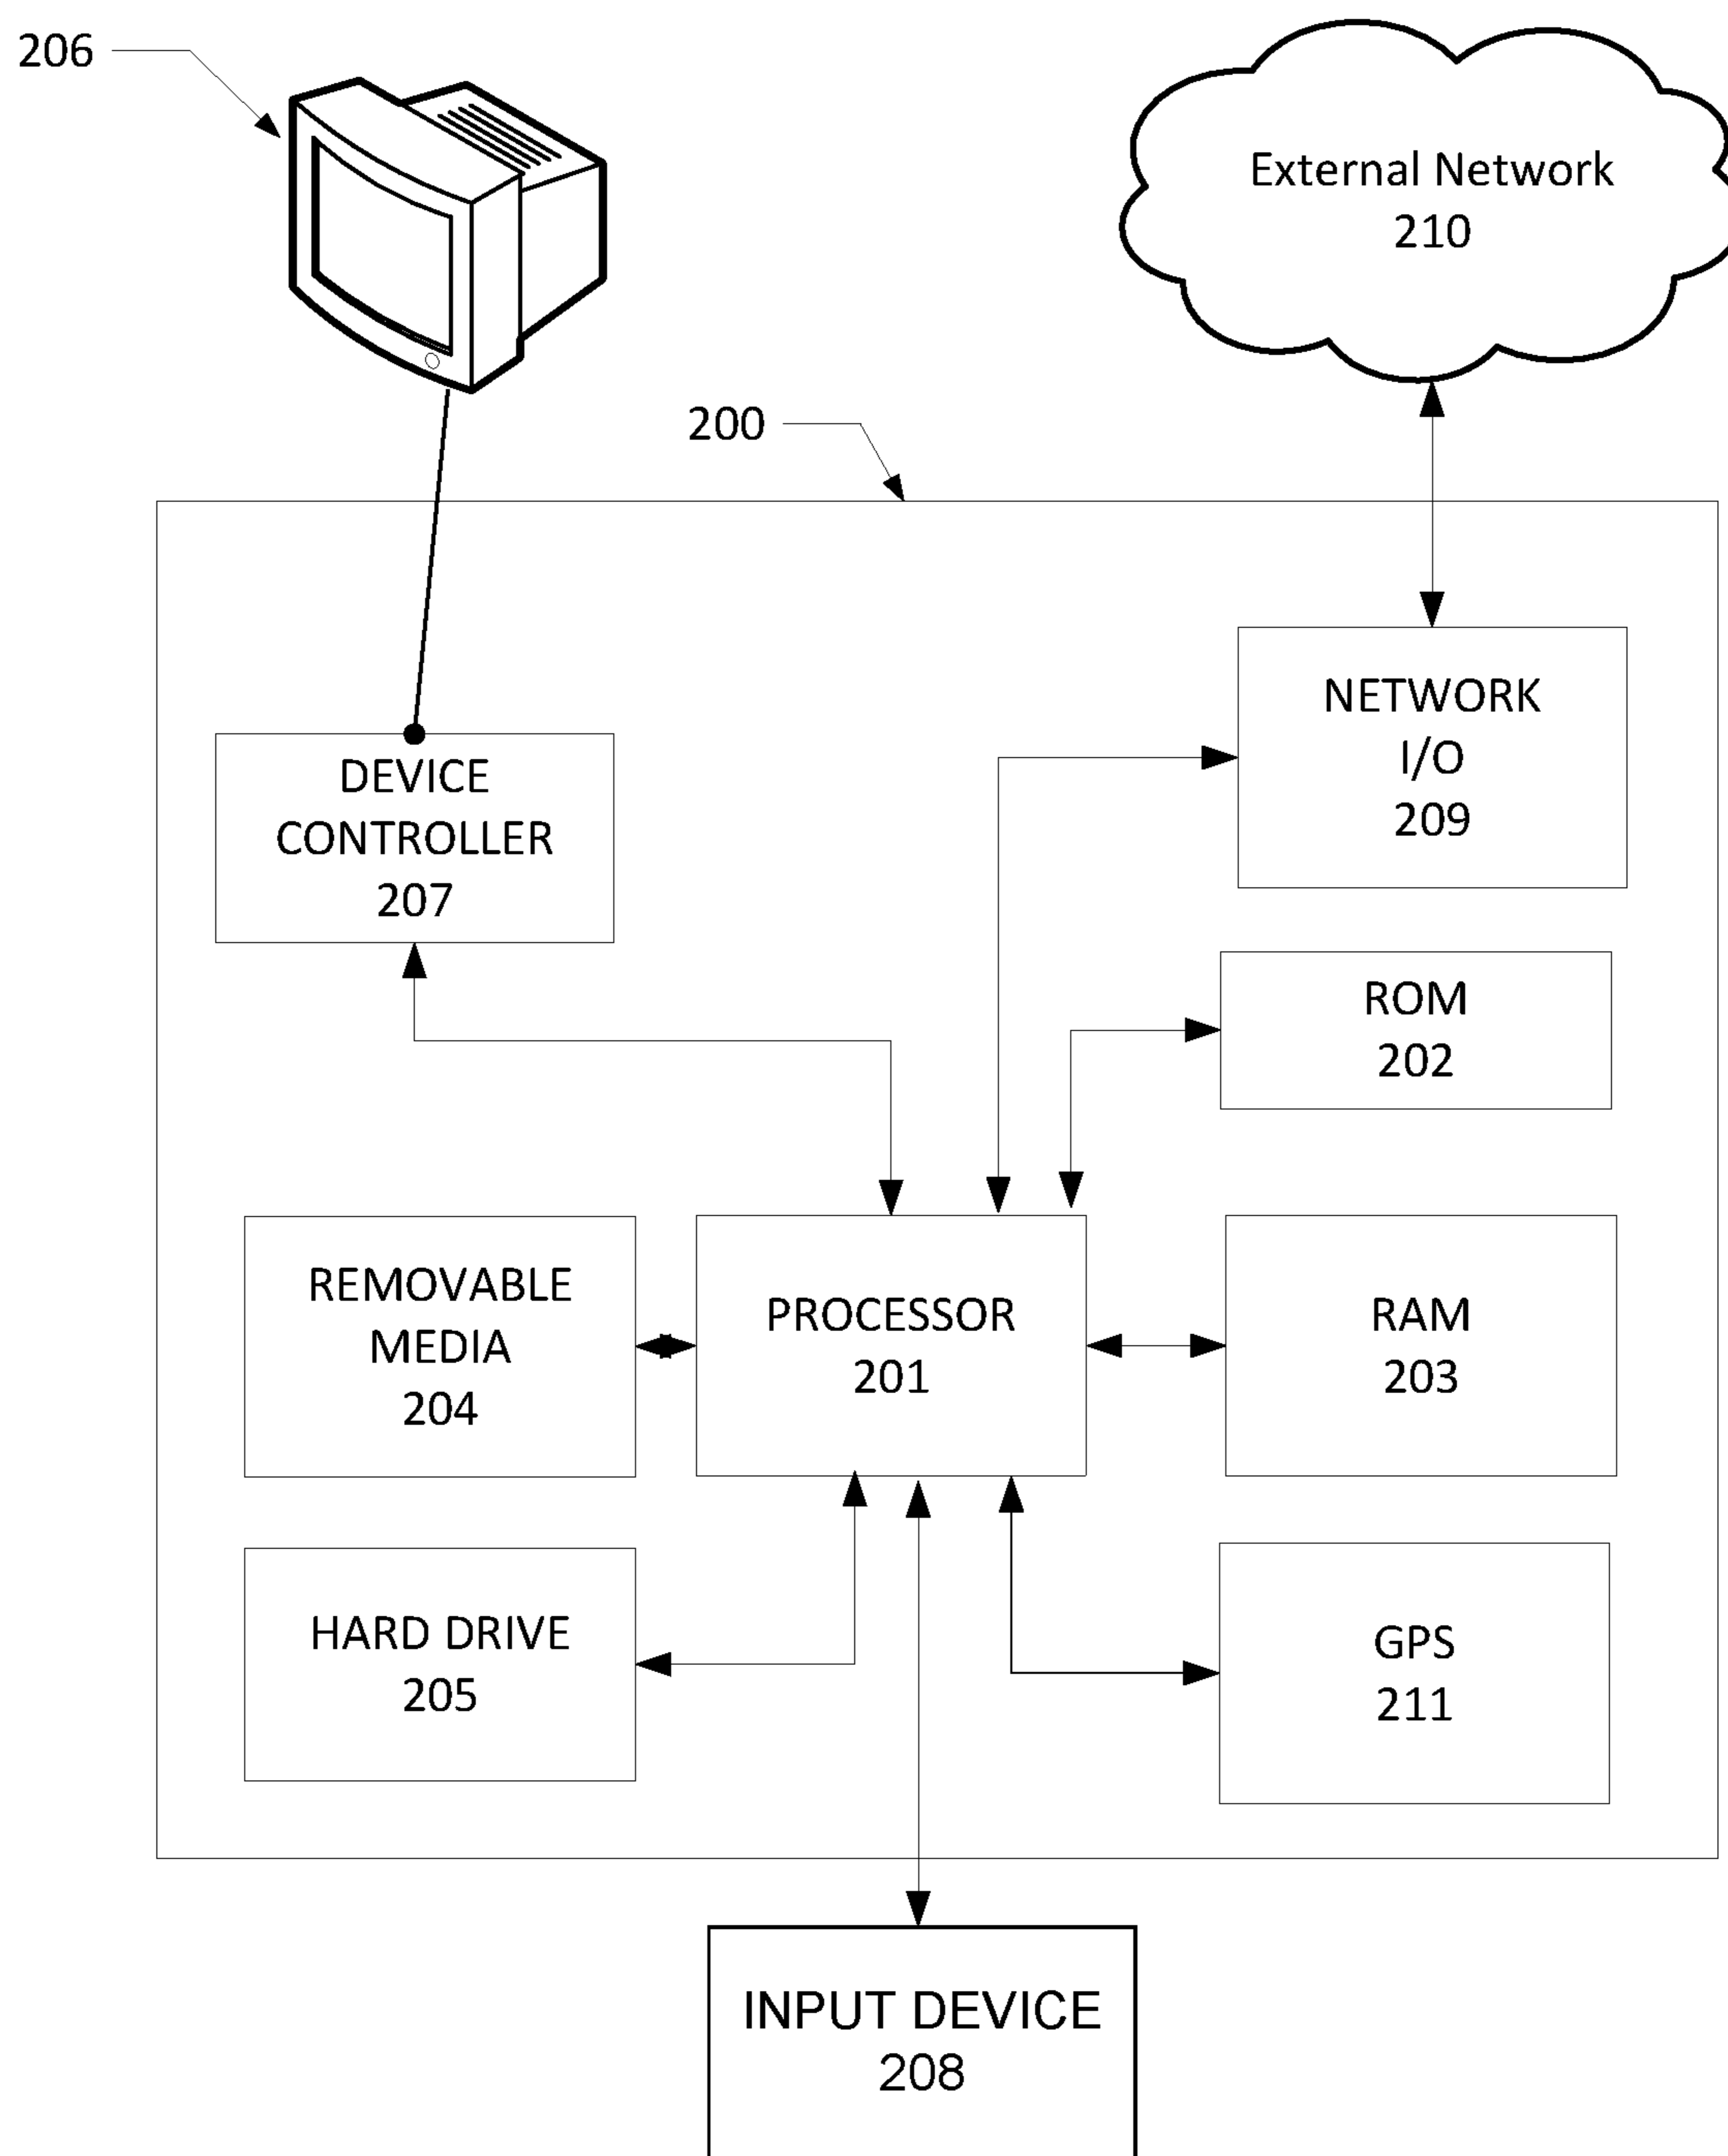 206
External Network
210
200
NETWORK
I/O
209
DEVICE
CONTROLLER
207
ROM
202
REMOVABLE
MEDIA
204
PROCESSOR
201
RAM
203
HARD DRIVE
205
GPS
211
INPUT DEVICE
208